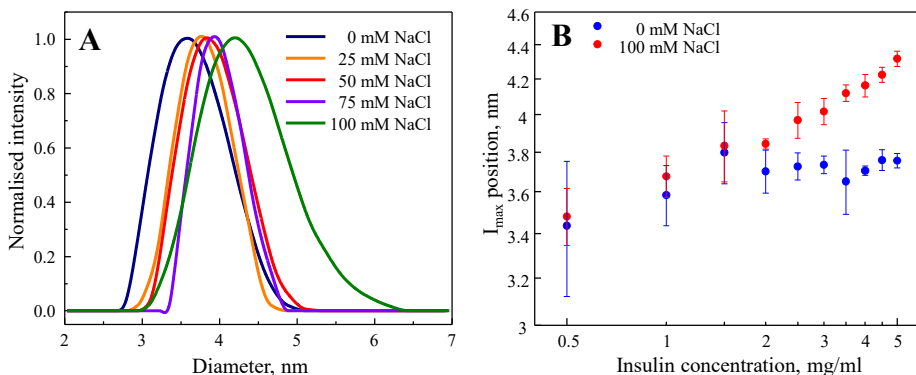 A
0 mM NaCl
25 mM NaCl
50 mM NaCl
75 mM NaCl
100 mM NaCl
Normalised intensity
1.0
0.8
0.6
0.4
0.2
0.0
2 3 4 5 6 7
Diameter, nm
B
0 mM NaCl
100 mM NaCl
Imax position, nm
4.6
4.4
4.2
4
3.8
3.6
3.4
3.2
3
0.5 1 2 3 4 5
Insulin concentration, mg/ml